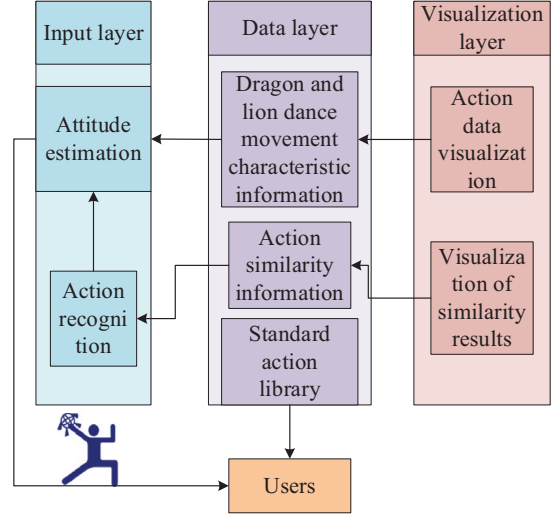 Input layer
Attitude
estimation
Action
recogni
tion
Data layer
Dragon and
lion dance
movement
characteristic
information
Action
similarity
information
Standard
action
library
Visualization
layer
Action
data
visualizat
ion
Visualiza
tion of
similarity
results
Users